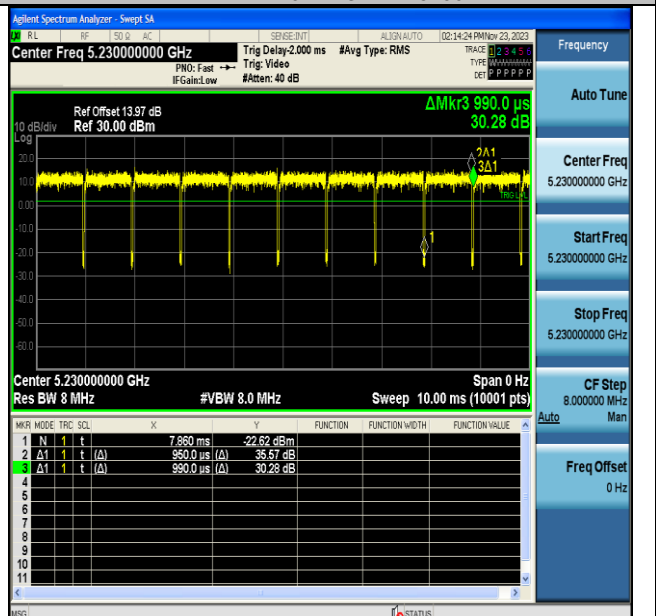 Agilent Spectrum Analyzer - Swept SA
RL RF 50 Ω AC SENSE:INT ALIGN AUTO 02:14:24 PM Nov 23, 2023
Center Freq 5.230000000 GHz
PNO: Fast
IFGain:Low
Trig Delay-2.000 ms
Trig: Video
#Atten: 40 dB
#Avg Type: RMS
TRACE 1 2 3 4 5 6
TYPE
DET P P P P P P
Frequency
Auto Tune
Center Freq
5.230000000 GHz
Start Freq
5.230000000 GHz
Stop Freq
5.230000000 GHz
CF Step
8.000000 MHz
Auto Man
Freq Offset
0 Hz
ΔMkr3 990.0 µs
30.28 dB
Ref Offset 13.97 dB
10 dB/div Ref 30.00 dBm
Log
20.0
10.0
0.00
-10.0
-20.0
-30.0
-40.0
-50.0
-60.0
2Δ1
3Δ1
TRIG LVL
1
Center 5.230000000 GHz Span 0 Hz
Res BW 8 MHz #VBW 8.0 MHz Sweep 10.00 ms (10001 pts)
MKR MODE TRC SCL X Y FUNCTION FUNCTION WIDTH FUNCTION VALUE
1 N 1 t 7.860 ms -22.62 dBm
2 Δ1 1 t (Δ) 950.0 µs (Δ) 35.57 dB
3 Δ1 1 t (Δ) 990.0 µs (Δ) 30.28 dB
4
5
6
7
8
9
10
11
MSG STATUS